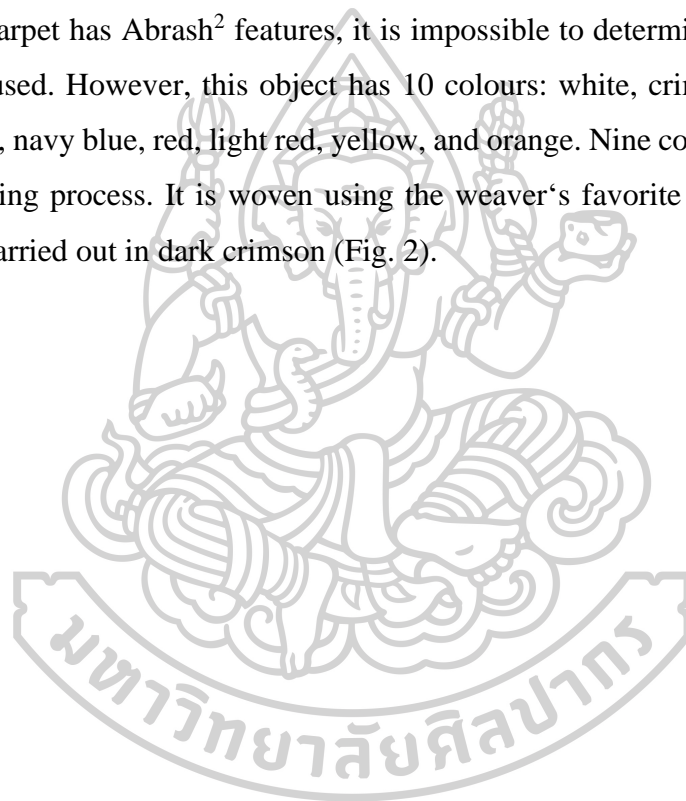 arpet has Abrash² features, it is impossible to determi
used. However, this object has 10 colours: white, crin
, navy blue, red, light red, yellow, and orange. Nine co
ing process. It is woven using the weaver‘s favorite
arried out in dark crimson (Fig. 2).
มหาวิทยาลัยศิลปากร